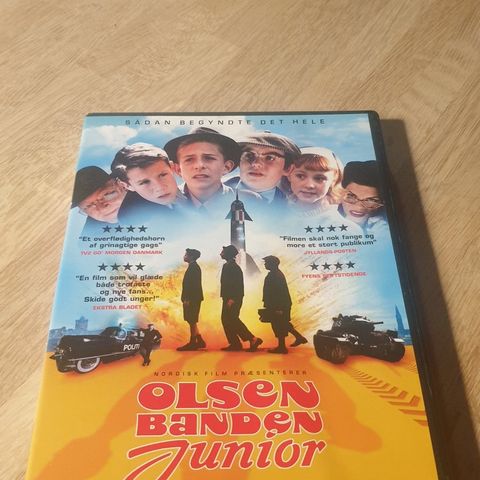 SÅDAN BEGYNDTE DET HELE
★★★★
"Et overflødighedshorn
af grinagtige gags"
TV2 GO' MORGEN DANMARK
★★★★
"En film som vil glæde
både trofaste
og nye fans...
Skide godt unger!"
EKSTRA BLADET
★★★★
"Filmen skal nok fange og
more et stort publikum"
JYLLANDS-POSTEN
★★★★
FYENS STIFTSTIDENDE
POLITI
NORDISK FILM PRÆSENTERER
OLSEN
BANDEN
Junior